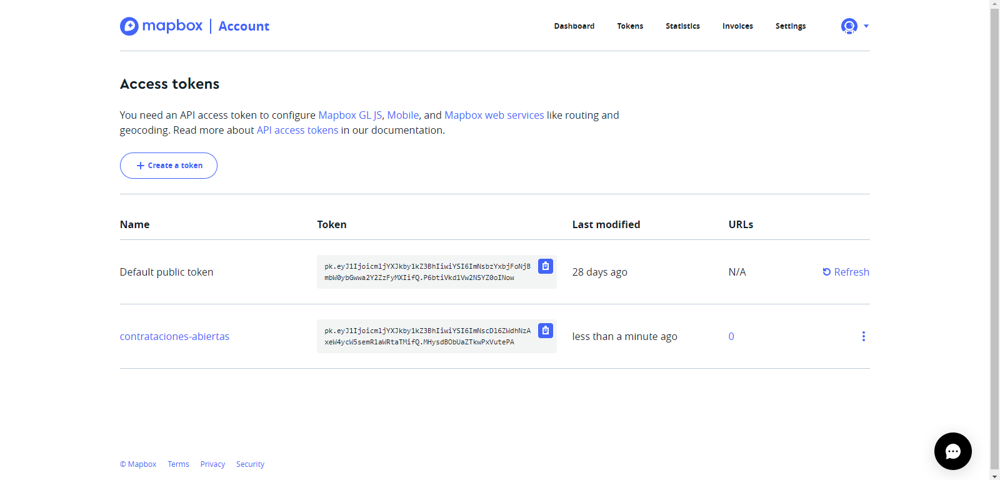 mapbox | Account
Dashboard Tokens Statistics Invoices Settings
Access tokens
You need an API access token to configure Mapbox GL JS, Mobile, and Mapbox web services like routing and
geocoding. Read more about API access tokens in our documentation.
+ Create a token
Name Token Last modified URLs
Default public token
pk.eyJ1IjoicmljYXJkby1kZ3BhIiwiYSI6ImNsbzYxbjFoNjB
mbW0ybGwwa2Y2ZzFyMXIifQ.P6btiVkd1Vw2NSYZ0oINow
28 days ago N/A Refresh
contrataciones-abiertas
pk.eyJ1IjoicmljYXJkby1kZ3BhIiwiYSI6ImNscDl6ZWdhNzA
xeW4ycW5semR1aWRtaTMifQ.MHysdBObUaZTkwPxVutePA
less than a minute ago 0
© Mapbox Terms Privacy Security